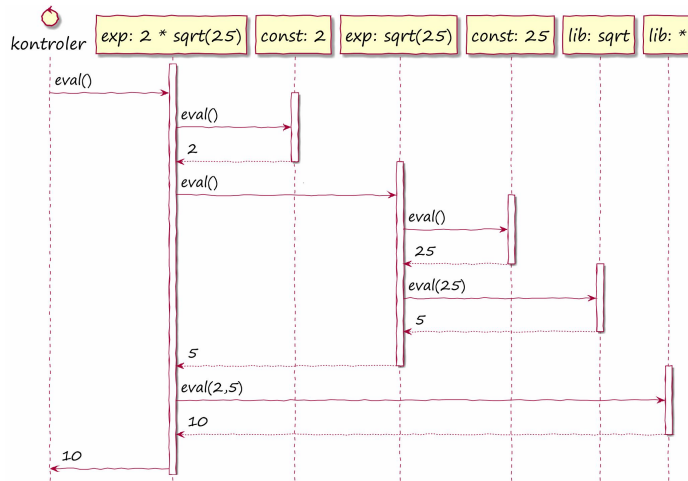 kontroler
exp: 2 * sqrt(25)
const: 2
exp: sqrt(25)
const: 25
lib: sqrt
lib: *
eval()
eval()
2
eval()
eval()
25
eval(25)
5
5
eval(2,5)
10
10